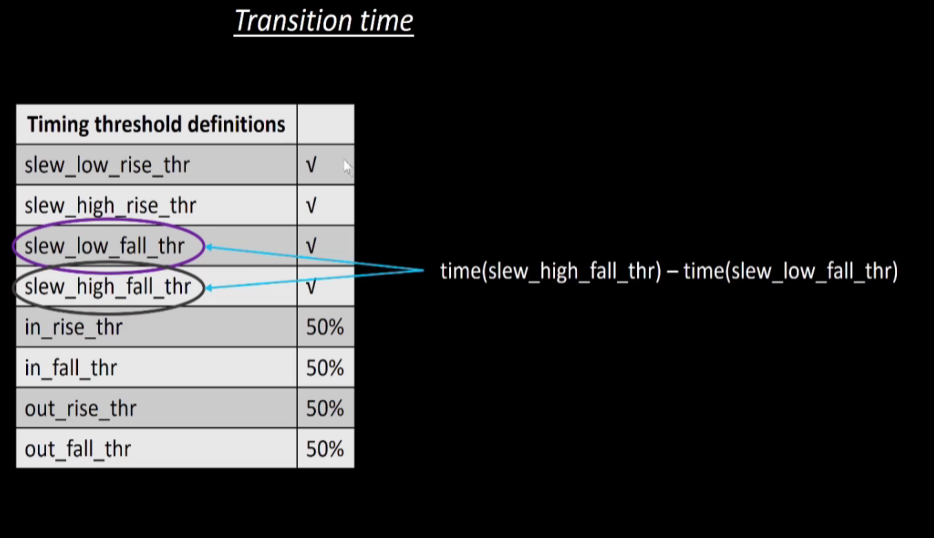 Transition time
Timing threshold definitions
slew_low_rise_thr √
slew_high_rise_thr √
slew_low_fall_thr √
slew_high_fall_thr √
in_rise_thr 50%
in_fall_thr 50%
out_rise_thr 50%
out_fall_thr 50%
time(slew_high_fall_thr) – time(slew_low_fall_thr)